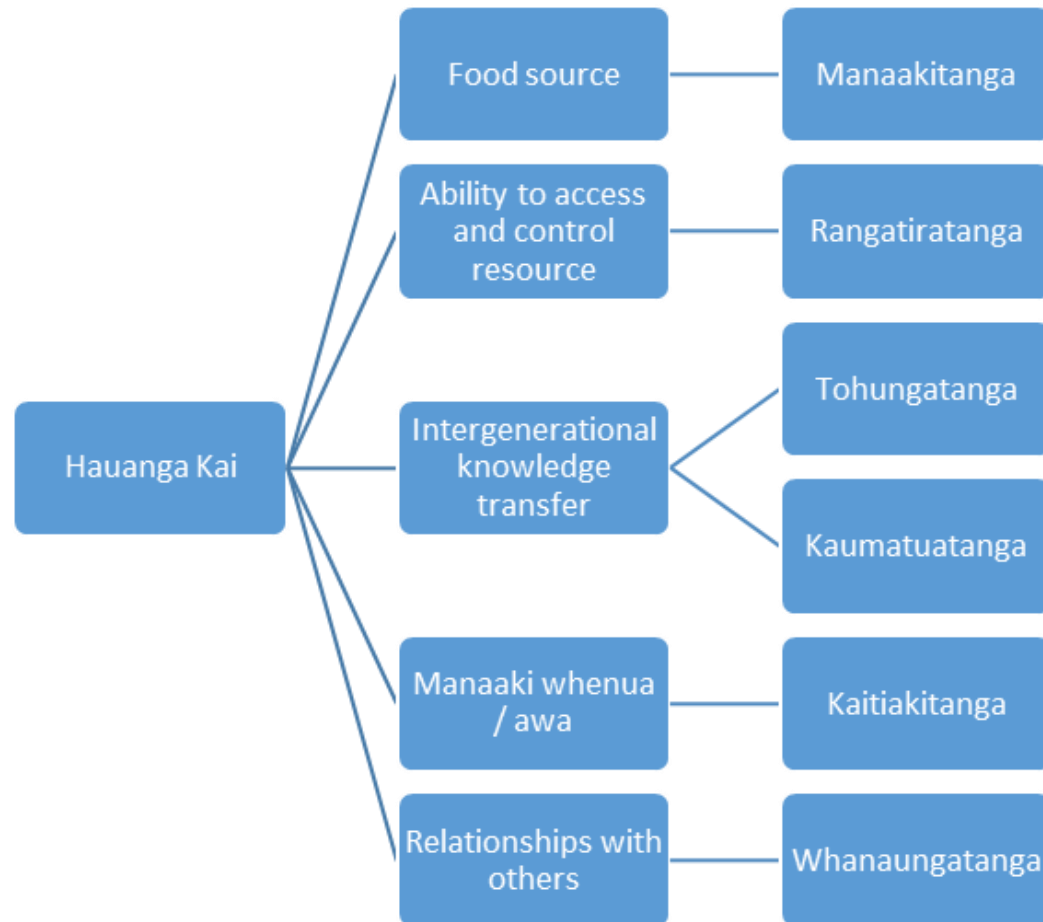 Hauanga Kai
Food source
Manaakitanga
Ability to access
and control
resource
Rangatiratanga
Intergenerational
knowledge
transfer
Tohungatanga
Kaumatuatanga
Manaaki whenua
/ awa
Kaitiakitanga
Relationships with
others
Whanaungatanga